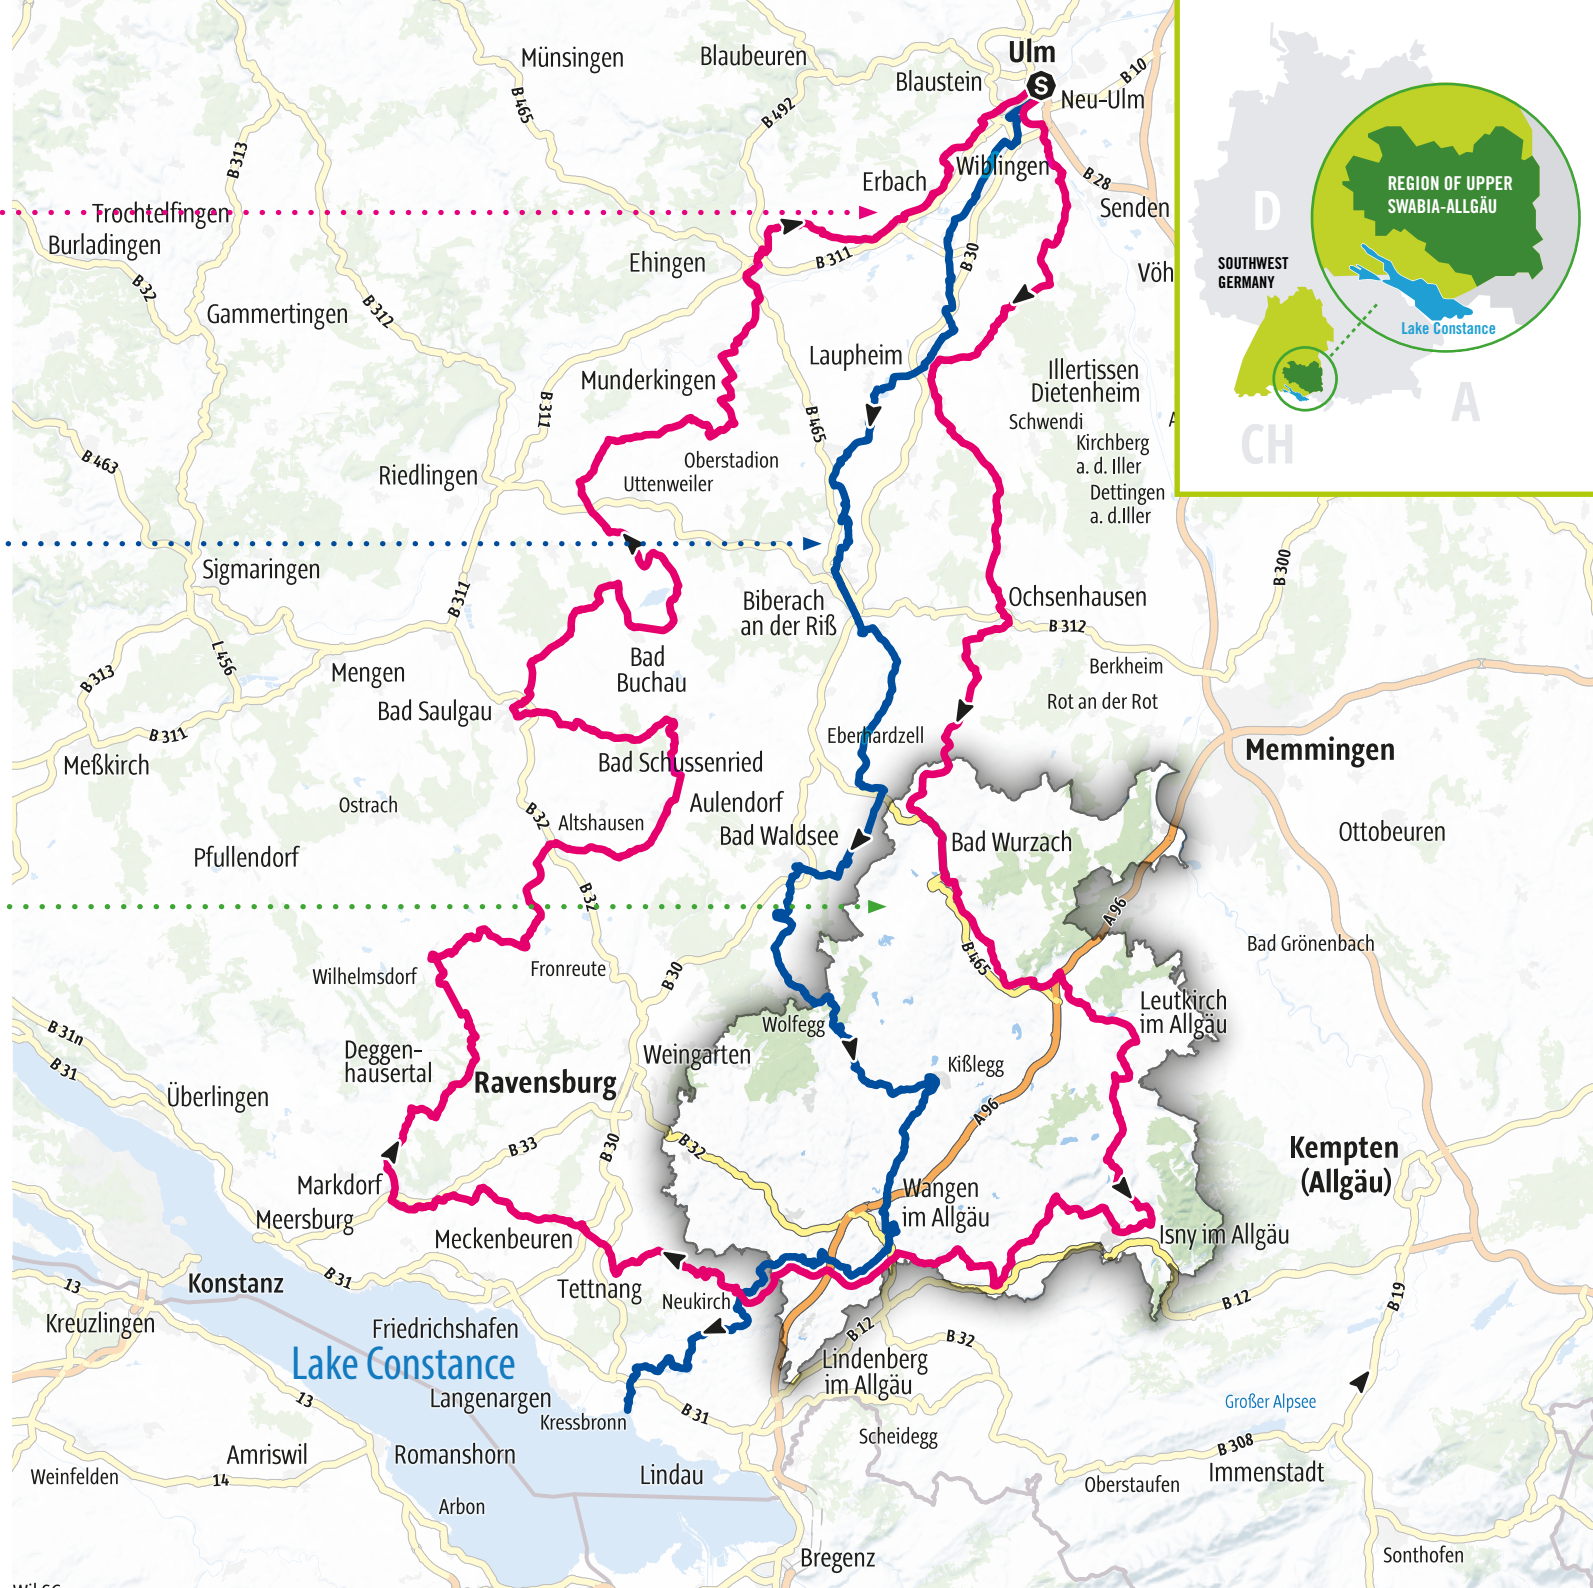 Münsingen
Blaubeuren
Ulm
S
Blaustein
Neu-Ulm
B 10
B 465
B 492
B 313
Wiblingen
Erbach
B 28
Senden
Trochtelfingen
Burladingen
Ehingen
B 311
B 30
Vöh
B 32
Gammertingen
B 312
Laupheim
Munderkingen
Illertissen
Dietenheim
Schwendi
Kirchberg
a. d. Iller
Dettingen
a. d.Iller
B 311
B 465
B 463
Riedlingen
Oberstadion
Uttenweiler
Sigmaringen
B 311
Biberach
an der Riß
Ochsenhausen
B 312
B 300
L 456
B 313
Mengen
Bad
Buchau
Berkheim
Rot an der Rot
Bad Saulgau
B 311
Meßkirch
Eberhardzell
Memmingen
Bad Schussenried
Ostrach
Aulendorf
B 32
Altshausen
Bad Waldsee
Bad Wurzach
Ottobeuren
Pfullendorf
B 32
A 96
Bad Grönenbach
Wilhelmsdorf
Fronreute
B 30
B 465
Leutkirch
im Allgäu
B 31n
B 31
Wolfegg
Deggen-
hausertal
Weingarten
Kißlegg
Ravensburg
Überlingen
A 96
B 33
B 30
B 32
Kempten
(Allgäu)
Markdorf
Meersburg
Wangen
im Allgäu
Meckenbeuren
Isny im Allgäu
Konstanz
B 31
Tettnang
Neukirch
13
Kreuzlingen
B 12
B 19
Friedrichshafen
B 12
B 32
Lake Constance
Lindenberg
im Allgäu
Langenargen
13
Kressbronn
B 31
Großer Alpsee
Scheidegg
B 308
Amriswil
Romanshorn
Weinfelden
14
Lindau
Oberstaufen
Immenstadt
Arbon
Bregenz
Sonthofen
REGION OF UPPER
SWABIA-ALLGÄU
D
SOUTHWEST
GERMANY
Lake Constance
A
CH